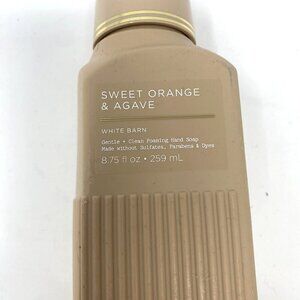 SWEET ORANGE
& AGAVE
WHITE BARN
Gentle + Clean Foaming Hand Soap
Made without Sulfates, Parabens & Dyes
8.75 fl oz • 259 mL